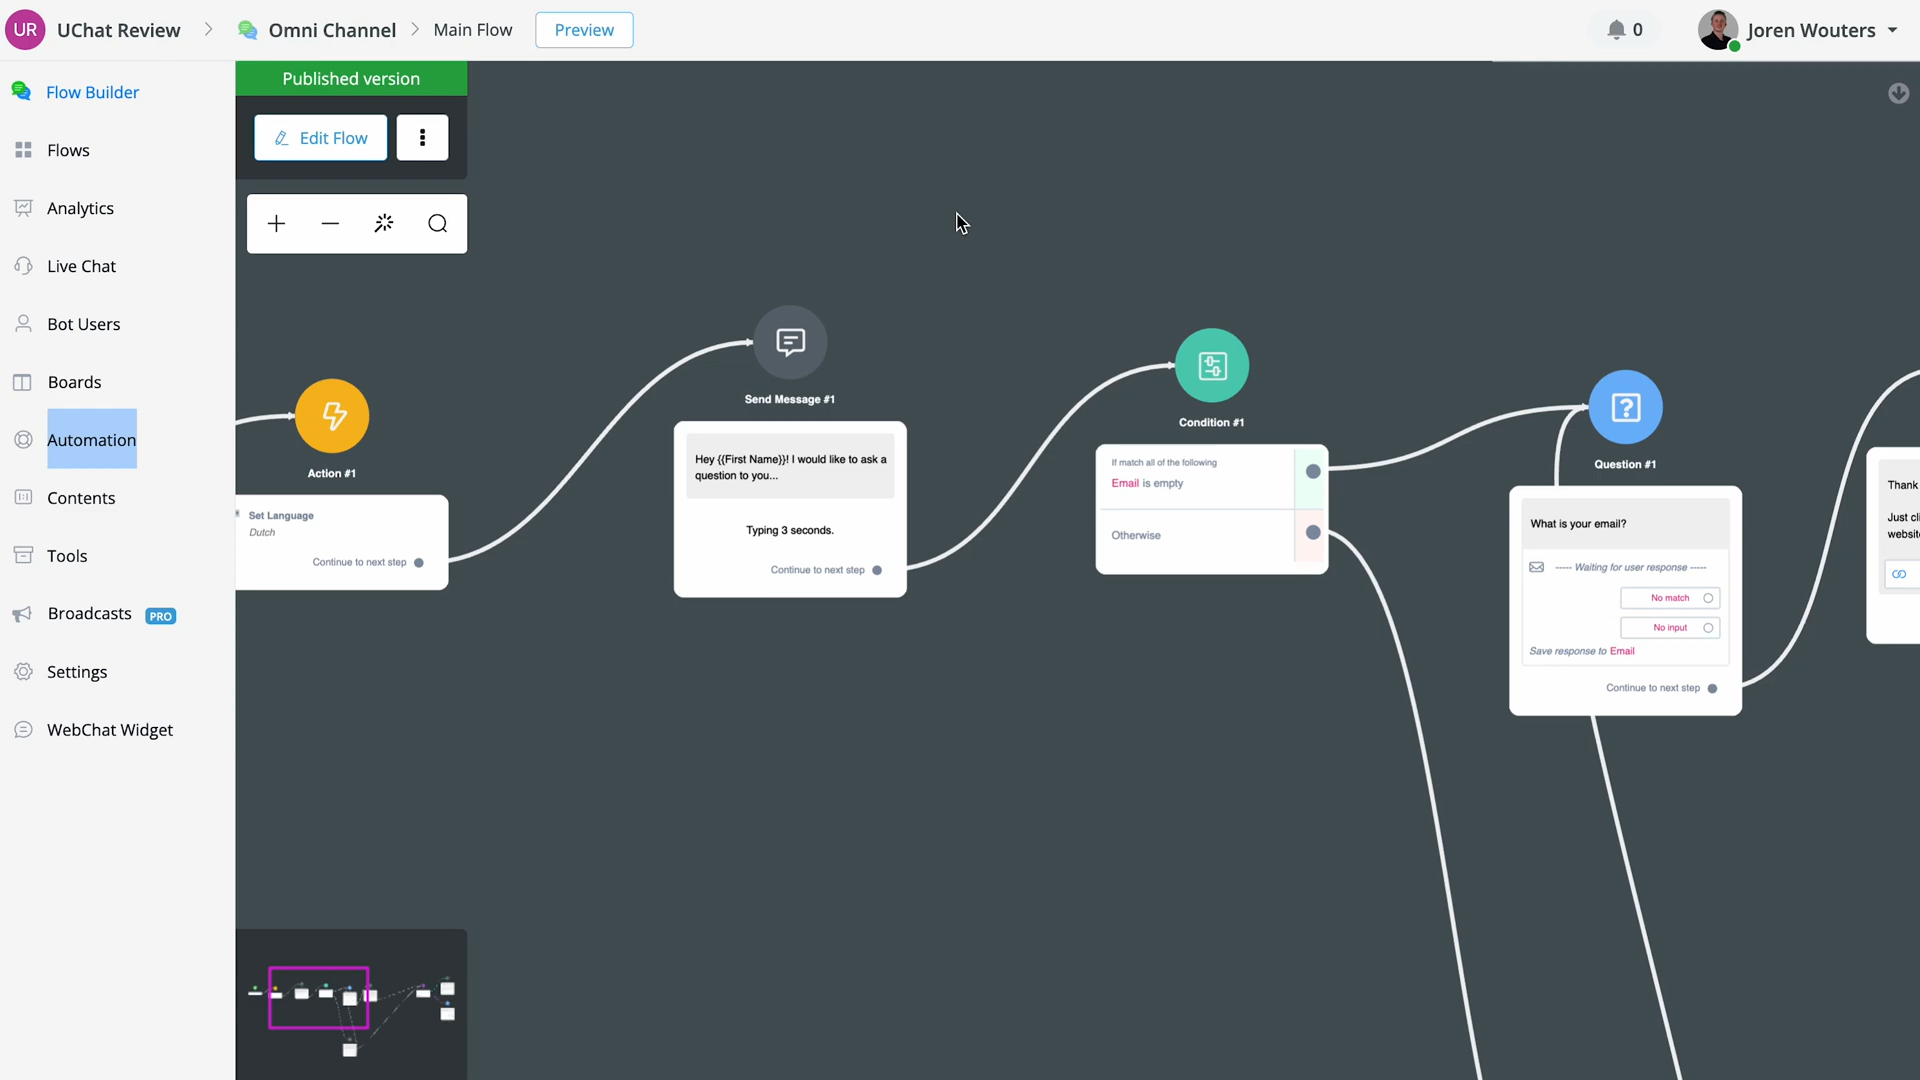 UR UChat Review Omni Channel Main Flow Preview 0 Joren Wouters
Flow Builder
Flows
Analytics
Live Chat
Bot Users
Boards
Automation
Contents
Tools
Broadcasts PRO
Settings
WebChat Widget
Published version
Edit Flow
Action #1
Set Language
Dutch
Continue to next step
Send Message #1
Hey {{First Name}}! I would like to ask a
question to you...
Typing 3 seconds.
Continue to next step
Condition #1
If match all of the following
Email is empty
Otherwise
Question #1
What is your email?
----- Waiting for user response -----
No match
No input
Save response to Email
Continue to next step
Thank
Just cli
website